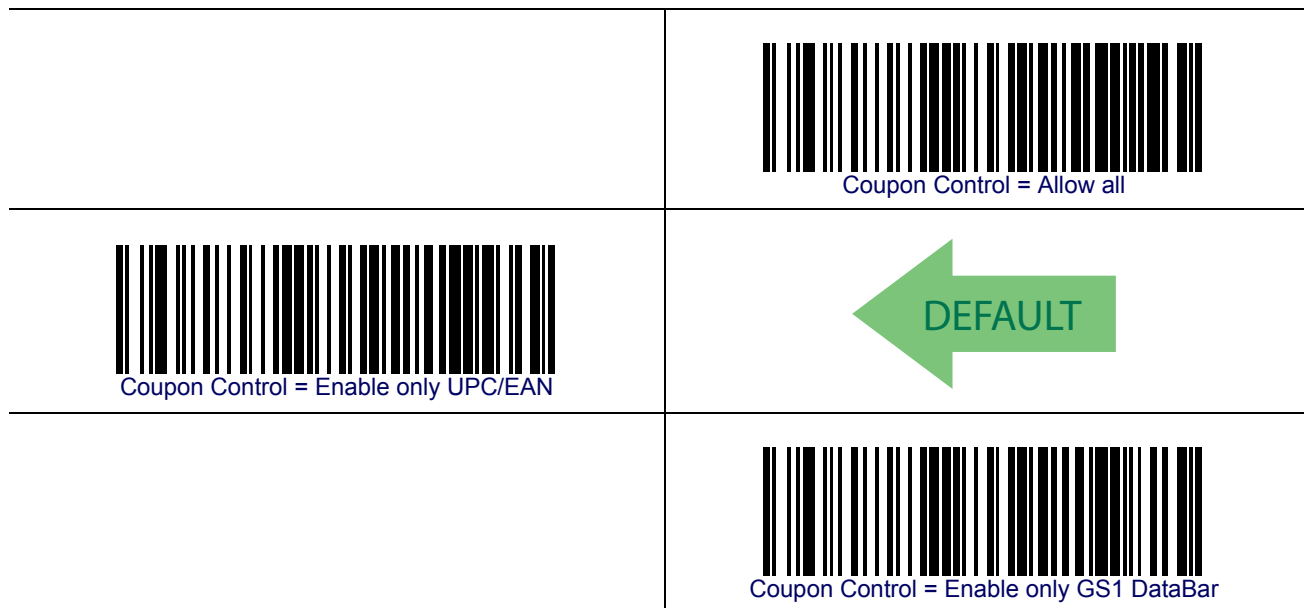 Coupon Control = Allow all
Coupon Control = Enable only UPC/EAN
DEFAULT
Coupon Control = Enable only GS1 DataBar